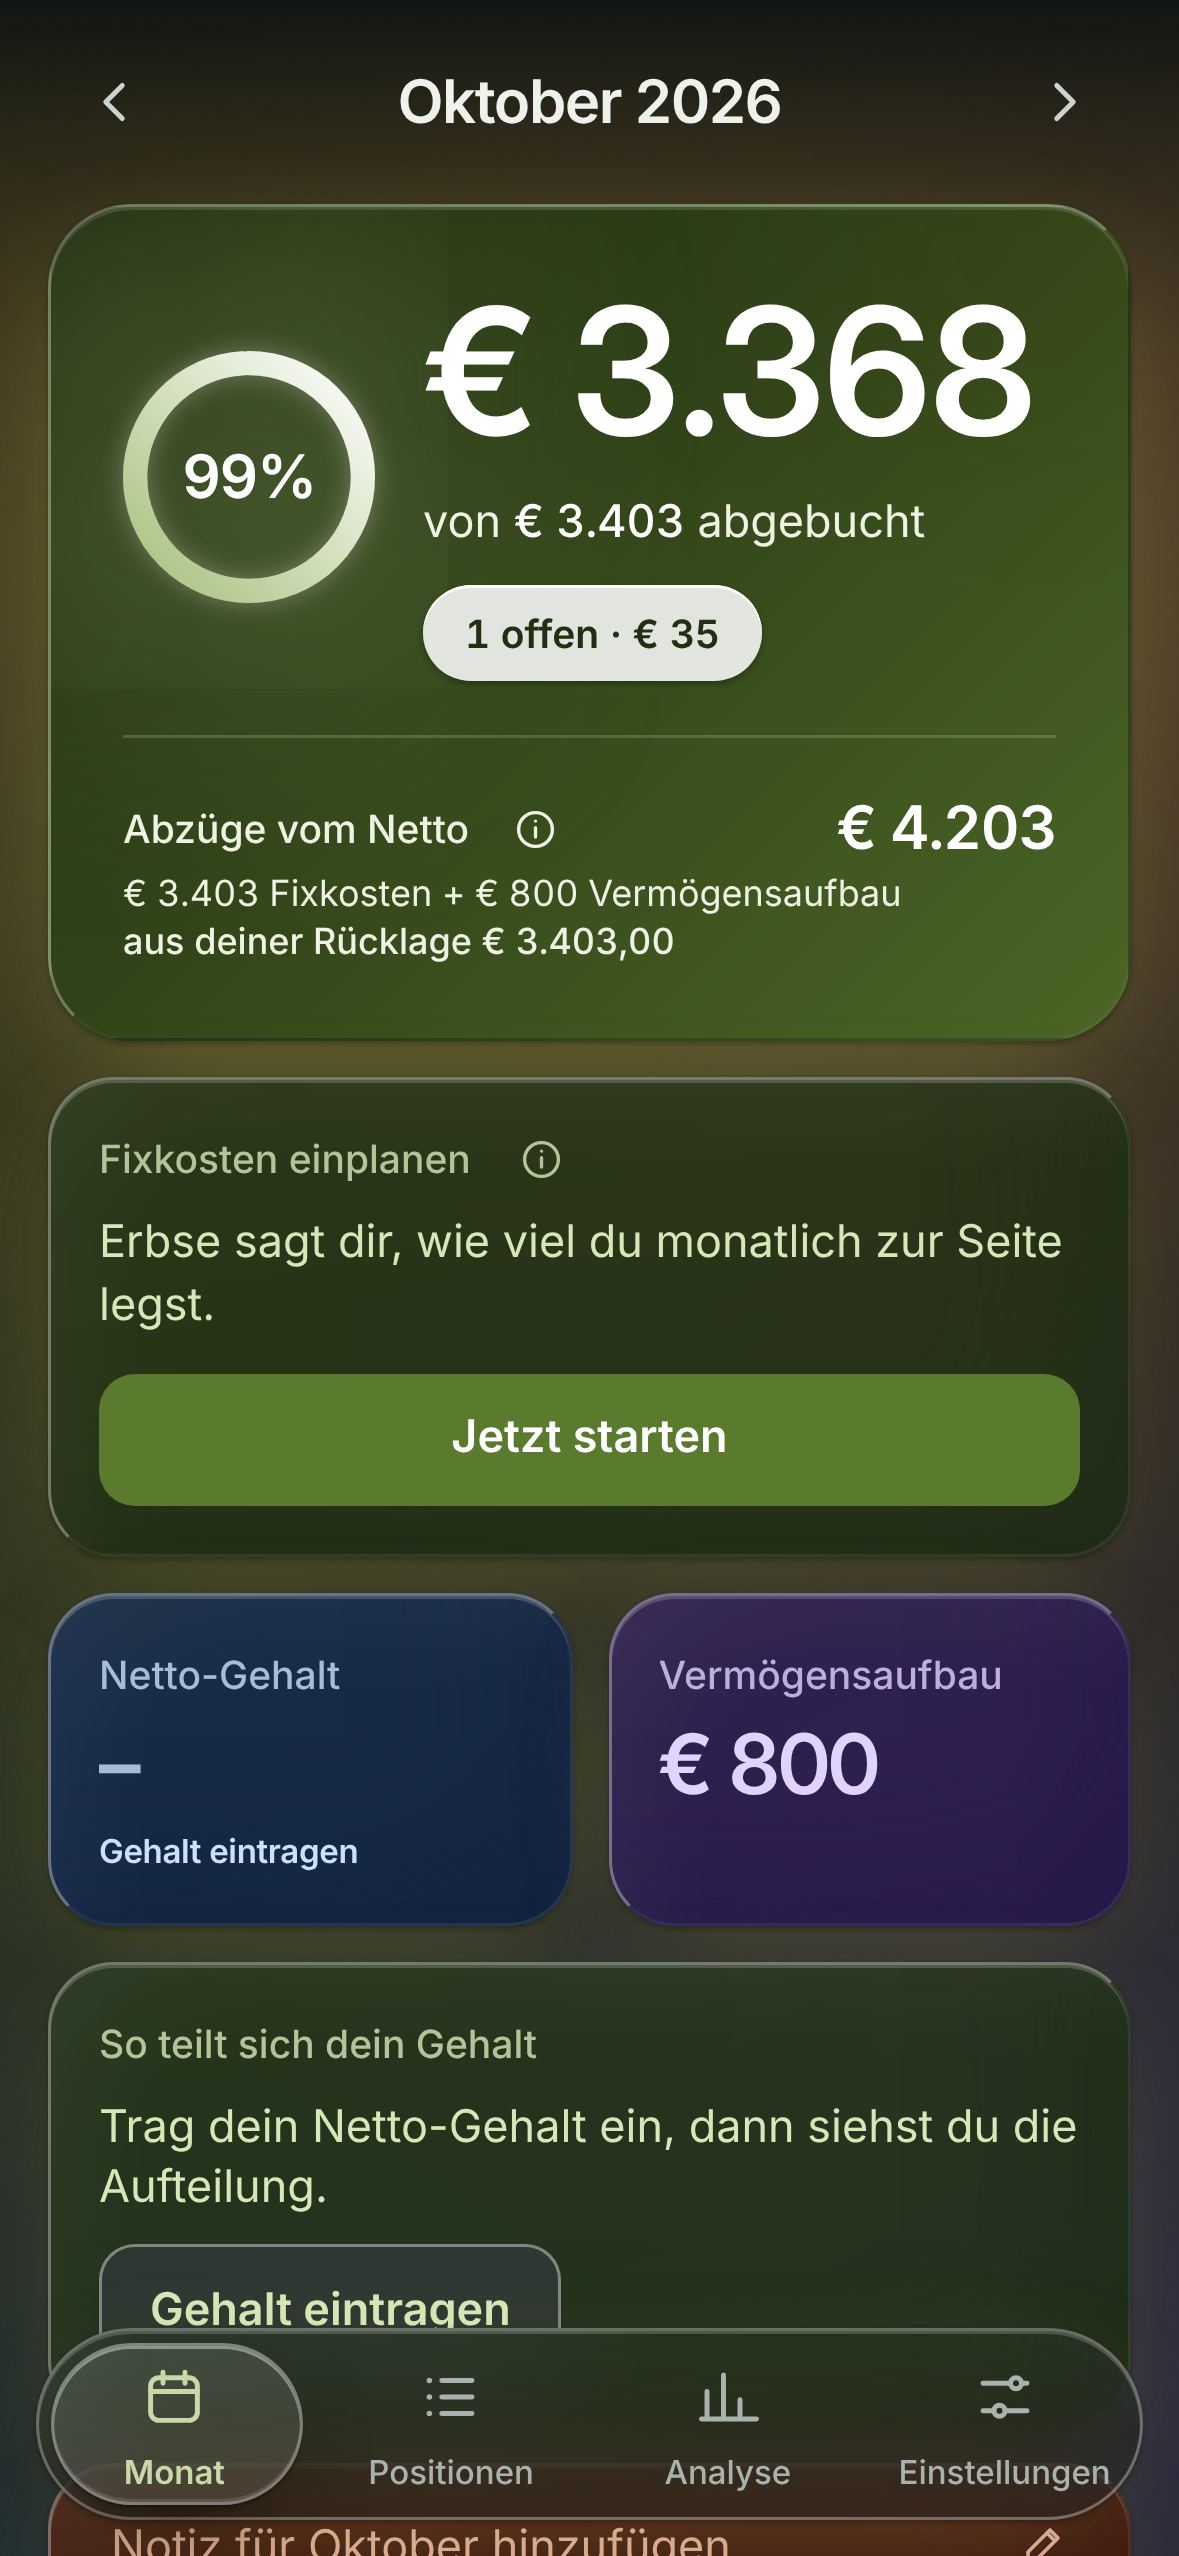 Oktober 2026
€ 3.368
99%
von € 3.403 abgebucht
1 offen · € 35
Abzüge vom Netto
€ 4.203
€ 3.403 Fixkosten + € 800 Vermögensaufbau
aus deiner Rücklage € 3.403,00
Fixkosten einplanen
Erbse sagt dir, wie viel du monatlich zur Seite
legst.
Jetzt starten
Netto-Gehalt
–
Gehalt eintragen
Vermögensaufbau
€ 800
So teilt sich dein Gehalt
Trag dein Netto-Gehalt ein, dann siehst du die
Aufteilung.
Gehalt eintragen
Monat
Positionen
Analyse
Einstellungen
Notiz für Oktober hinzufügen